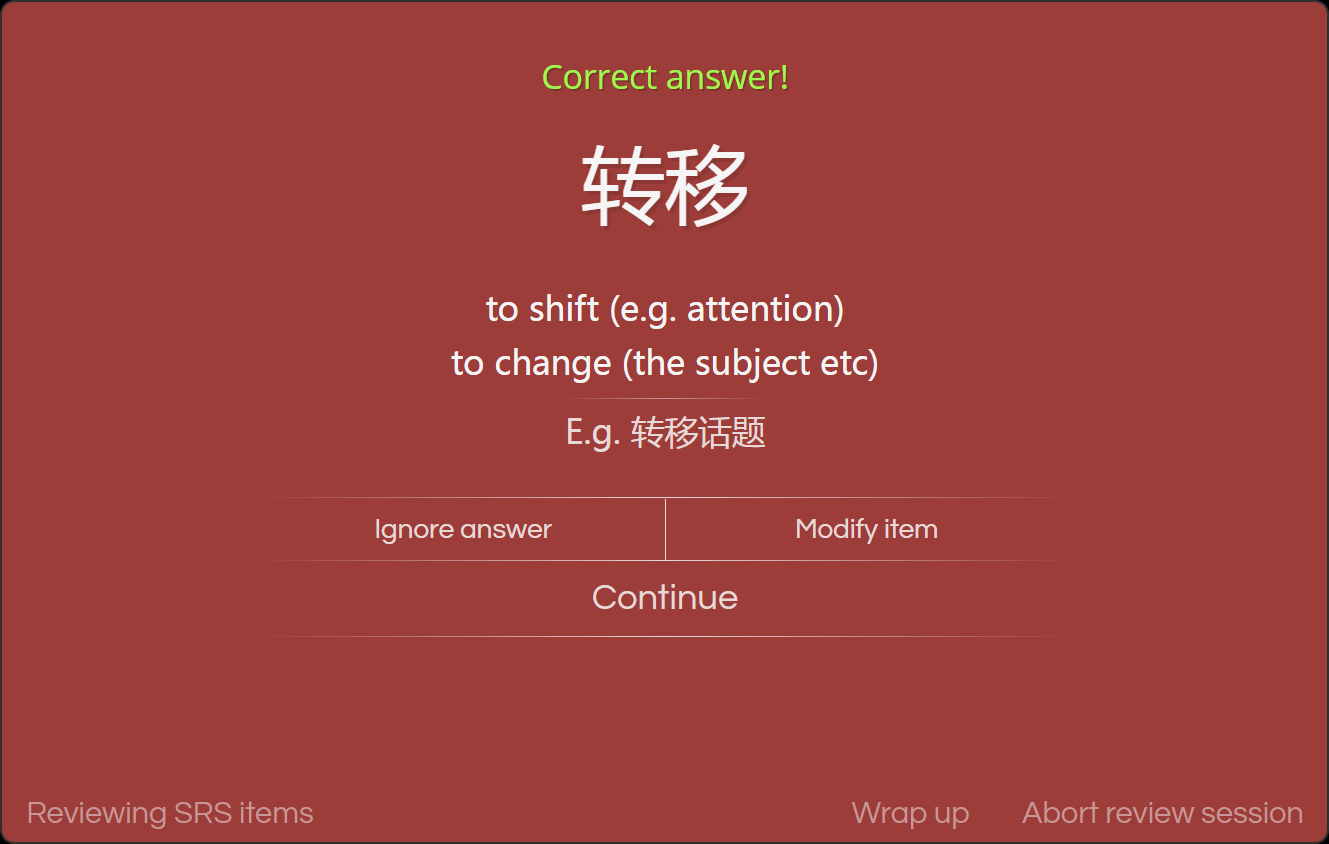 Correct answer!
转移
to shift (e.g. attention)
to change (the subject etc)
E.g. 转移话题
Ignore answer
Modify item
Continue
Reviewing SRS items
Wrap up
Abort review session